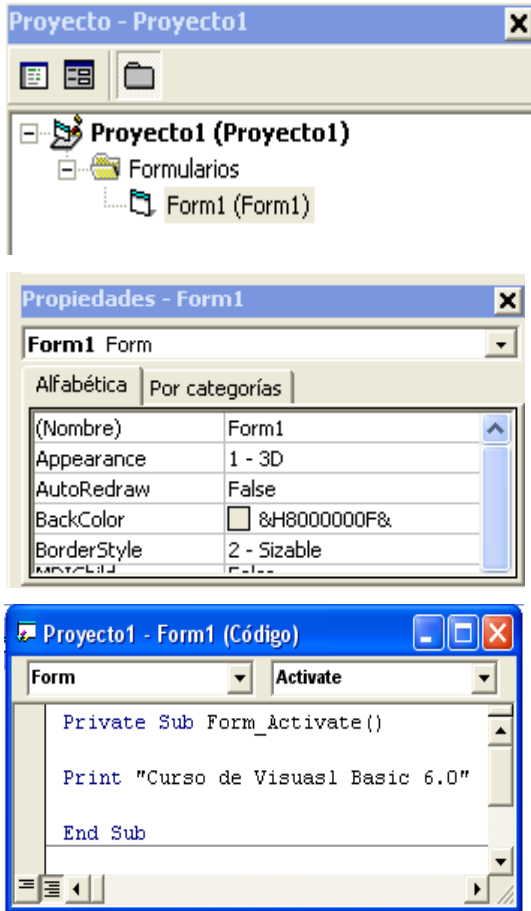 Proyecto - Proyecto1
Proyecto1 (Proyecto1)
Formularios
Form1 (Form1)
Propiedades - Form1
Form1 Form
Alfabética Por categorías
(Nombre) Form1
Appearance 1 - 3D
AutoRedraw False
BackColor &H8000000F&
BorderStyle 2 - Sizable
MDIChild False
Proyecto1 - Form1 (Código)
Form Activate
Private Sub Form_Activate()
Print "Curso de Visuasl Basic 6.0"
End Sub